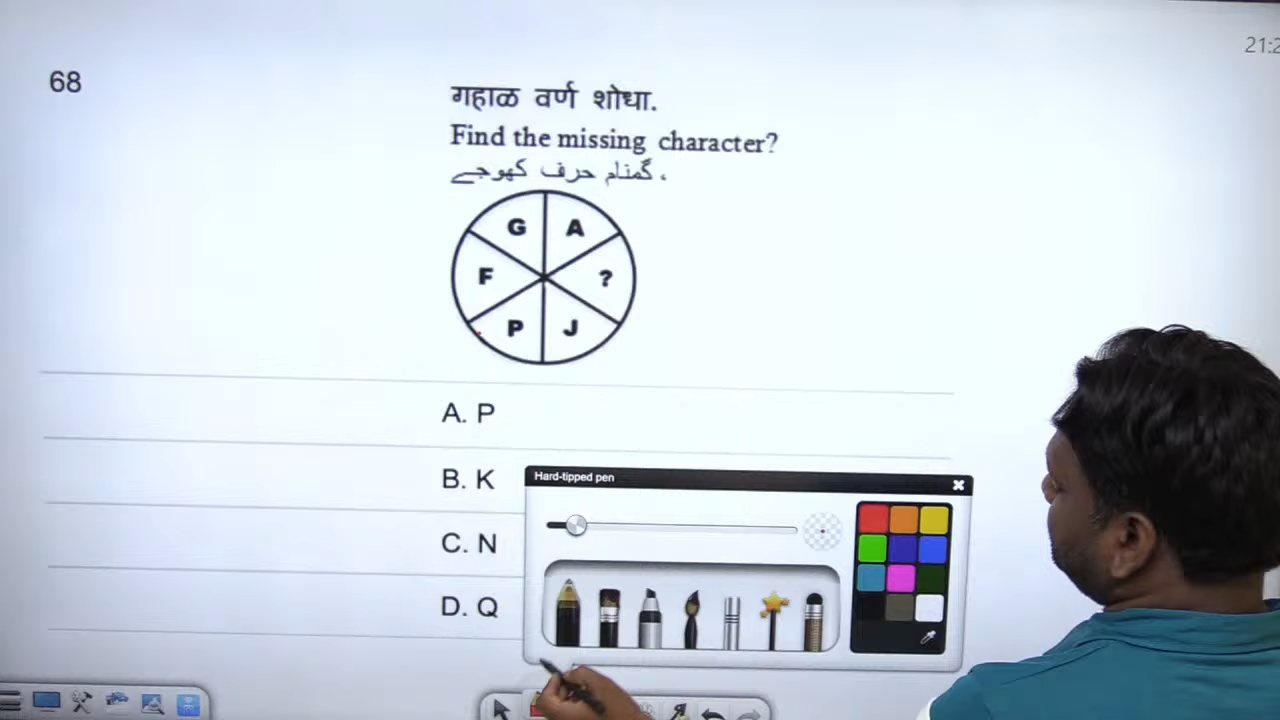 21:2
68
गहाळ वर्ण शोधा.
Find the missing character?
گمنام حرف کھوجے۔
G A
F ?
P J
A. P
B. K
C. N
D. Q
Hard-tipped pen